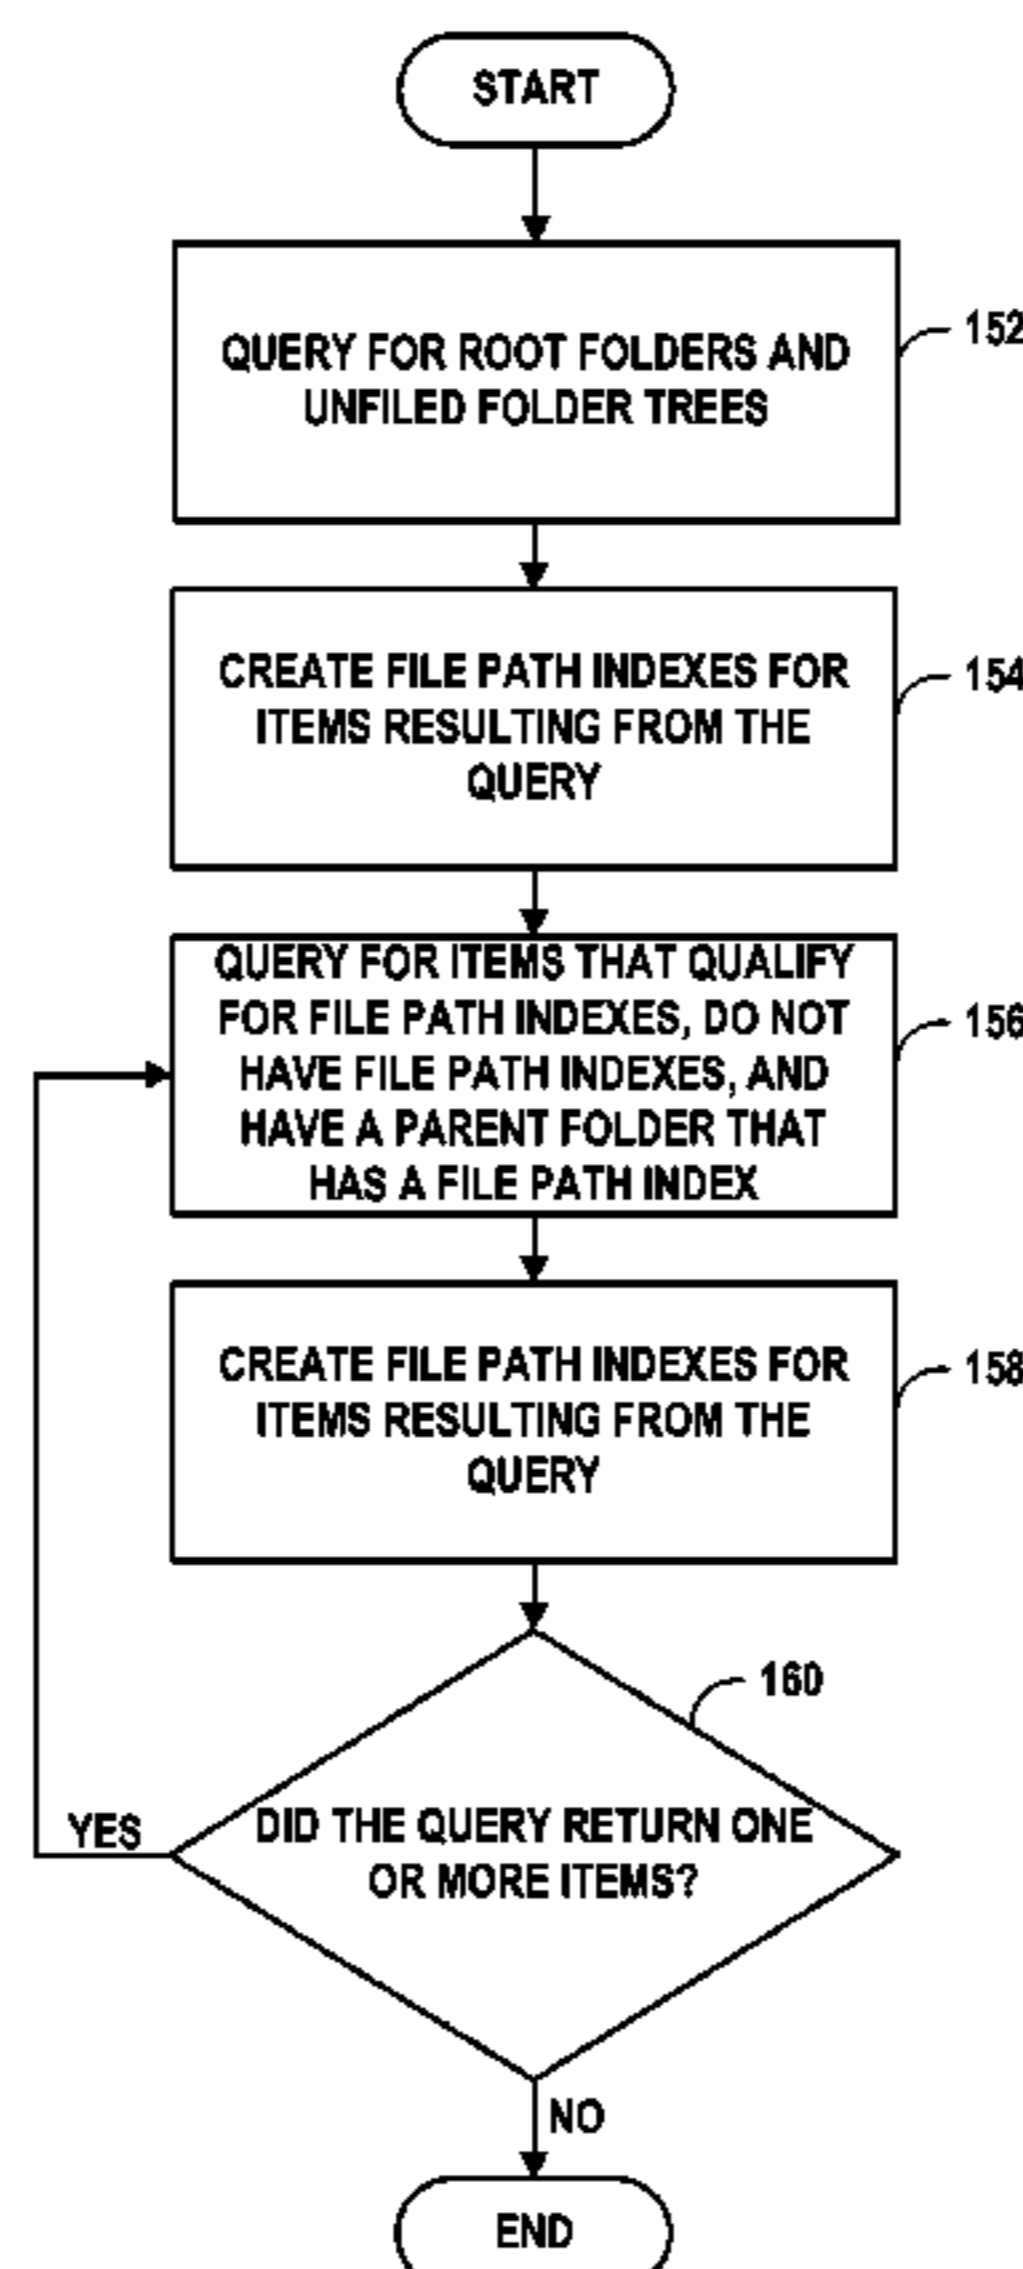 START
QUERY FOR ROOT FOLDERS AND
UNFILED FOLDER TREES
152
CREATE FILE PATH INDEXES FOR
ITEMS RESULTING FROM THE
QUERY
154
QUERY FOR ITEMS THAT QUALIFY
FOR FILE PATH INDEXES, DO NOT
HAVE FILE PATH INDEXES, AND
HAVE A PARENT FOLDER THAT
HAS A FILE PATH INDEX
156
CREATE FILE PATH INDEXES FOR
ITEMS RESULTING FROM THE
QUERY
158
160
DID THE QUERY RETURN ONE
OR MORE ITEMS?
YES
NO
END